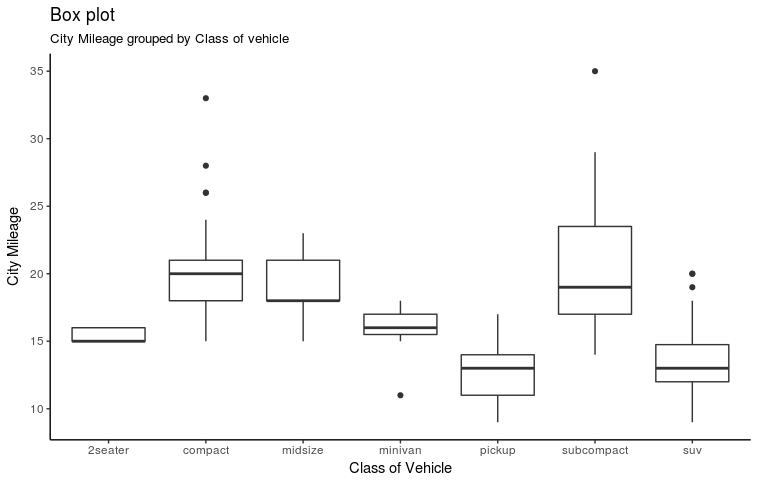 Box plot
City Mileage grouped by Class of vehicle
City Mileage
35
30
25
20
15
10
2seater compact midsize minivan pickup subcompact suv
Class of Vehicle